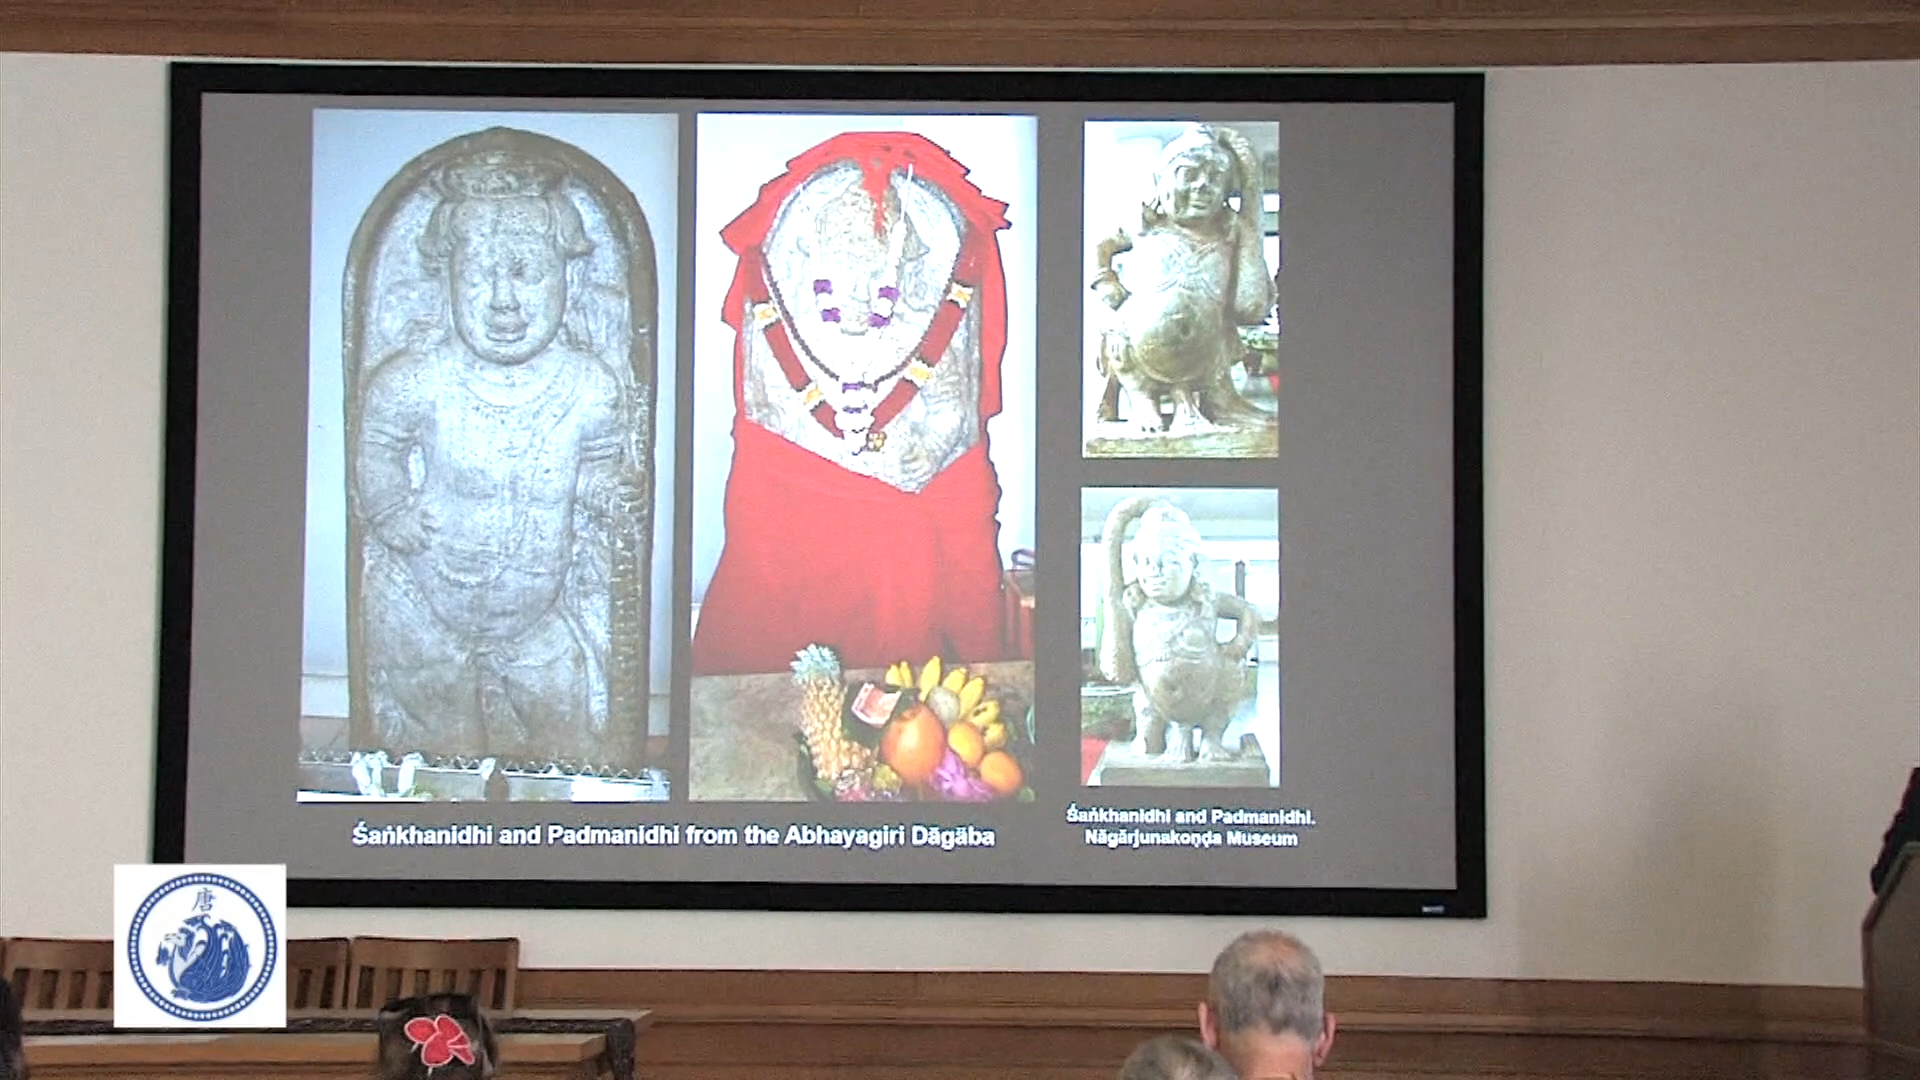 Śaṅkhanidhi and Padmanidhi from the Abhayagiri Dāgäba
Śaṅkhanidhi and Padmanidhi.
Nāgārjunakoṇḍa Museum
唐